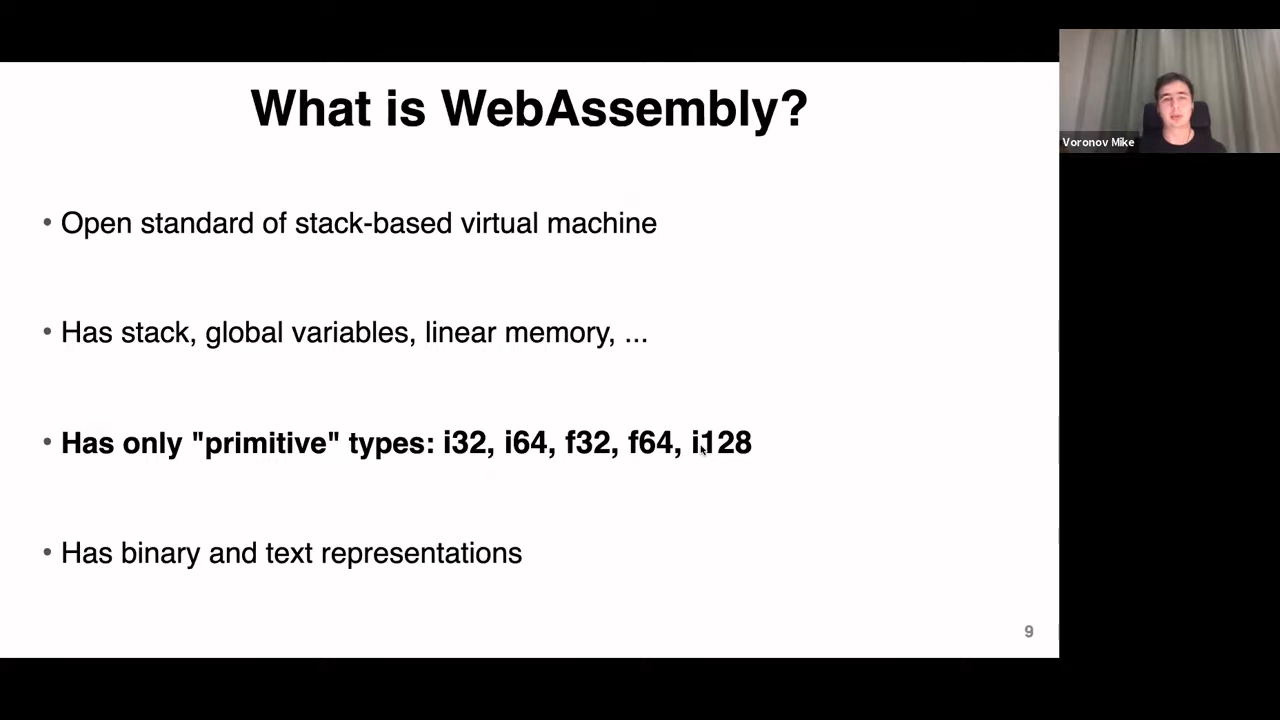 What is WebAssembly?
• Open standard of stack-based virtual machine
• Has stack, global variables, linear memory, ...
• Has only "primitive" types: i32, i64, f32, f64, i128
• Has binary and text representations
9
Voronov Mike